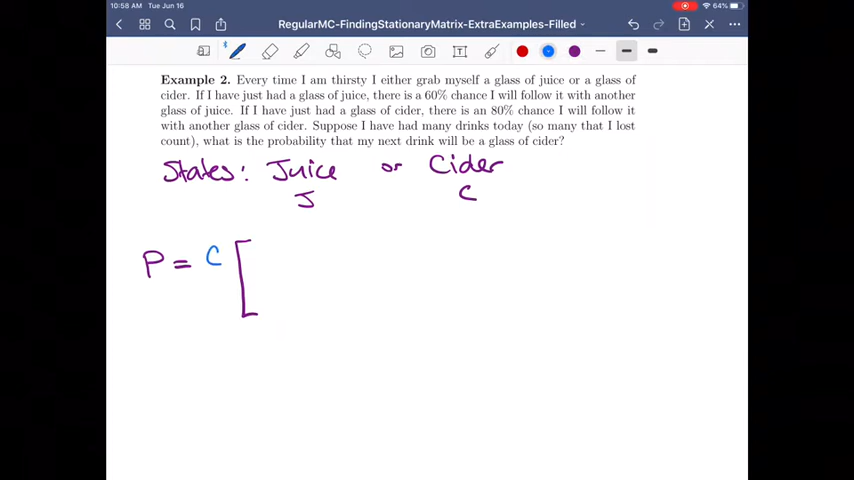 10:58 AM Tue Jun 16
64%
RegularMC-FindingStationaryMatrix-ExtraExamples-Filled
Example 2. Every time I am thirsty I either grab myself a glass of juice or a glass of
cider. If I have just had a glass of juice, there is a 60% chance I will follow it with another
glass of juice. If I have just had a glass of cider, there is an 80% chance I will follow it
with another glass of cider. Suppose I have had many drinks today (so many that I lost
count), what is the probability that my next drink will be a glass of cider?
States: Juice or Cider
J C
P = C [